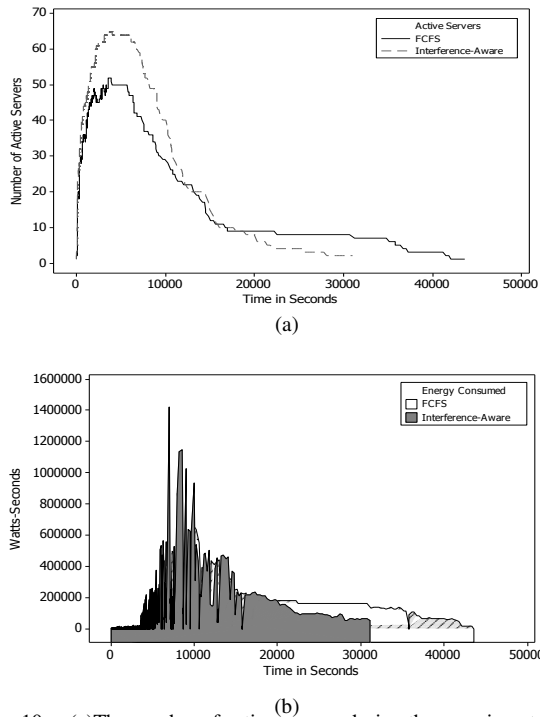 70
60
50
40
30
20
10
0
Number of Active Servers
Active Servers
FCFS
Interference-Aware
0 10000 20000 30000 40000 50000
Time in Seconds
(a)
1600000
1400000
1200000
1000000
800000
600000
400000
200000
0
Watts-Seconds
Energy Consumed
FCFS
Interference-Aware
0 10000 20000 30000 40000 50000
Time in Seconds
(b)